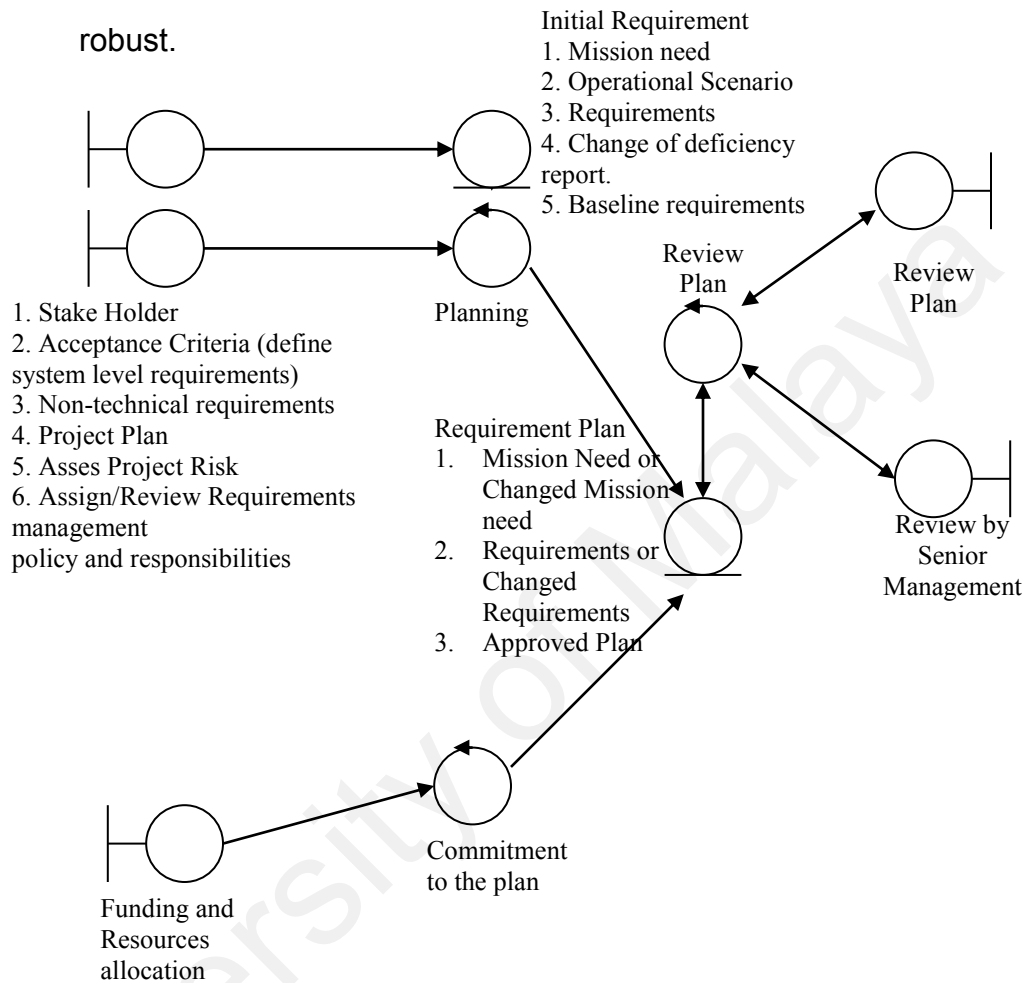 robust.
Initial Requirement
1. Mission need
2. Operational Scenario
3. Requirements
4. Change of deficiency
report.
5. Baseline requirements
Review
Plan
Review
Plan
1. Stake Holder
2. Acceptance Criteria (define
system level requirements)
3. Non-technical requirements
4. Project Plan
5. Asses Project Risk
6. Assign/Review Requirements
management
policy and responsibilities
Planning
Requirement Plan
1. Mission Need or
Changed Mission
need
2. Requirements or
Changed
Requirements
3. Approved Plan
Review by
Senior
Management
Commitment
to the plan
Funding and
Resources
allocation
ersity of Malaya